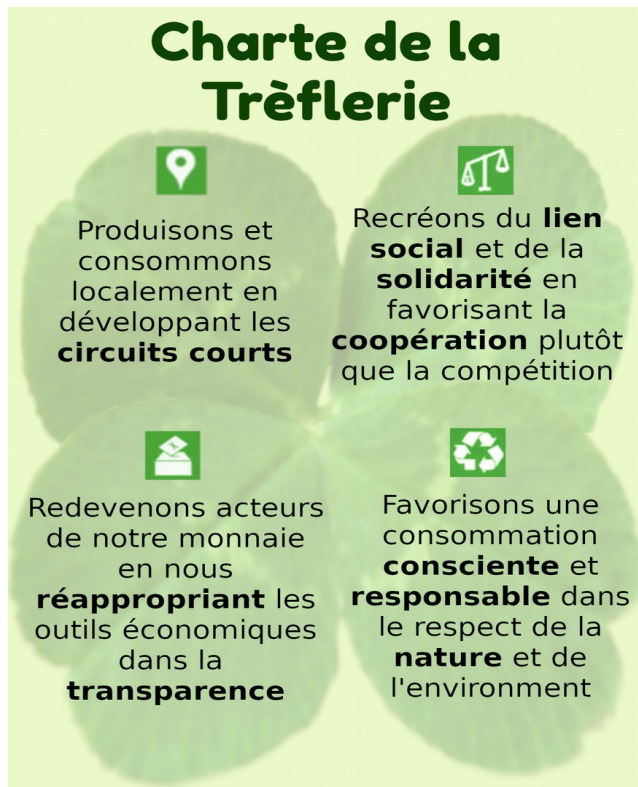 Charte de la
Trèflerie
Produisons et
consommons
localement en
développant les
circuits courts
Recréons du lien
social et de la
solidarité en
favorisant la
coopération plutôt
que la compétition
Redevenons acteurs
de notre monnaie
en nous
réappropriant les
outils économiques
dans la
transparence
Favorisons une
consommation
consciente et
responsable dans
le respect de la
nature et de
l'environment